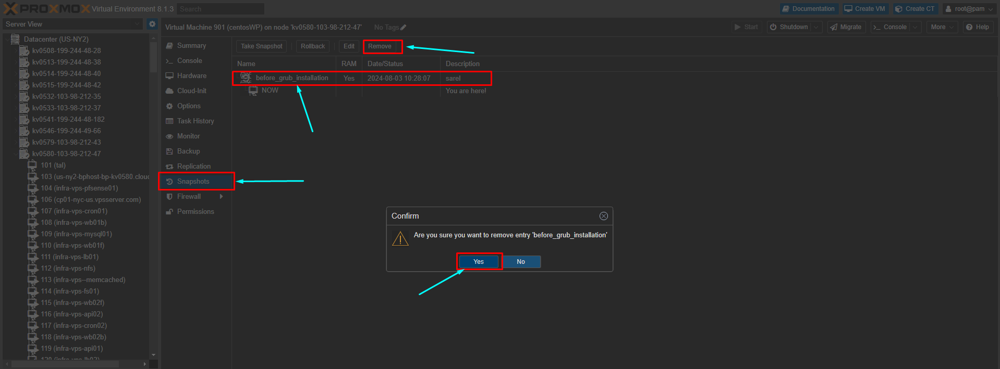 PROXMOX Virtual Environment 8.1.3 Search Documentation Create VM Create CT root@pam
Server View
Virtual Machine 901 (centosWP) on node 'kv0580-103-98-212-47' No Tags Start Shutdown Migrate Console More Help
Datacenter (US-NY2)
kv0508-199-244-48-28
kv0513-199-244-48-38
kv0514-199-244-48-40
kv0515-199-244-48-42
kv0532-103-98-212-35
kv0533-103-98-212-37
kv0541-199-244-48-182
kv0546-199-244-49-66
kv0579-103-98-212-43
kv0580-103-98-212-47
101 (tal)
103 (us-ny2-bphost-bp-kv0580.cloud
104 (infra-vps-pfsense01)
106 (cp01-nyc-us.vpsserver.com)
107 (infra-vps-cron01)
108 (infra-vps-wb01b)
109 (infra-vps-mysql01)
110 (infra-vps-wb01f)
111 (infra-vps-lb01)
112 (infra-vps-nfs)
113 (infra-vps--memcached)
114 (infra-vps-fs01)
115 (infra-vps-wb02f)
116 (infra-vps-api02)
117 (infra-vps-cron02)
118 (infra-vps-wb02b)
119 (infra-vps-api01)
120 (infra-vps-lb02)
Summary
Console
Hardware
Cloud-Init
Options
Task History
Monitor
Backup
Replication
Snapshots
Firewall
Permissions
Take Snapshot Rollback Edit Remove
Name RAM Date/Status Description
before_grub_installation Yes 2024-08-03 10:28:07 sarel
NOW You are here!
Confirm
Are you sure you want to remove entry 'before_grub_installation'
Yes No